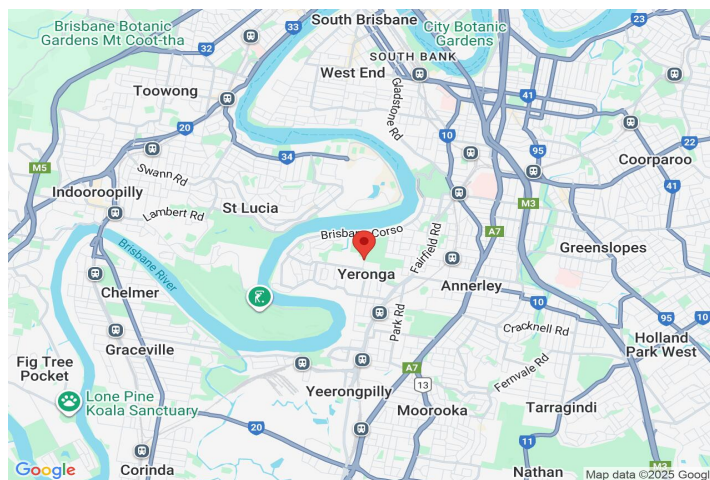 South Brisbane
33
Brisbane Botanic
Gardens Mt Coot-tha
City Botanic
Gardens
23
32
SOUTH BANK
West End
Toowong
Gladstone Rd
41
20
10
22
M5
Swann Rd
34
95
Coorparoo
Indooroopilly
41
Lambert Rd
St Lucia
M3
Brisbane Corso
A7
Fairfield Rd
Greenslopes
Brisbane River
Yeronga
Annerley
Chelmer
10
Park Rd
95
Cracknell Rd
Graceville
Holland
Park West
Fig Tree
Pocket
A7
Fernvale Rd
Yeerongpilly
13
Lone Pine
Koala Sanctuary
Moorooka
Tarragindi
20
11
Corinda
Nathan
M2
Google
Map data ©2025 Googl